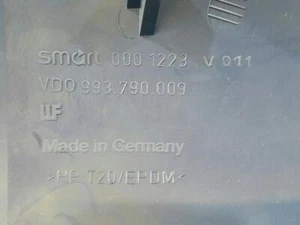 smart 000 1223 V 011
VDO 993.790.009
Made in Germany
>PP T20/EPDM<